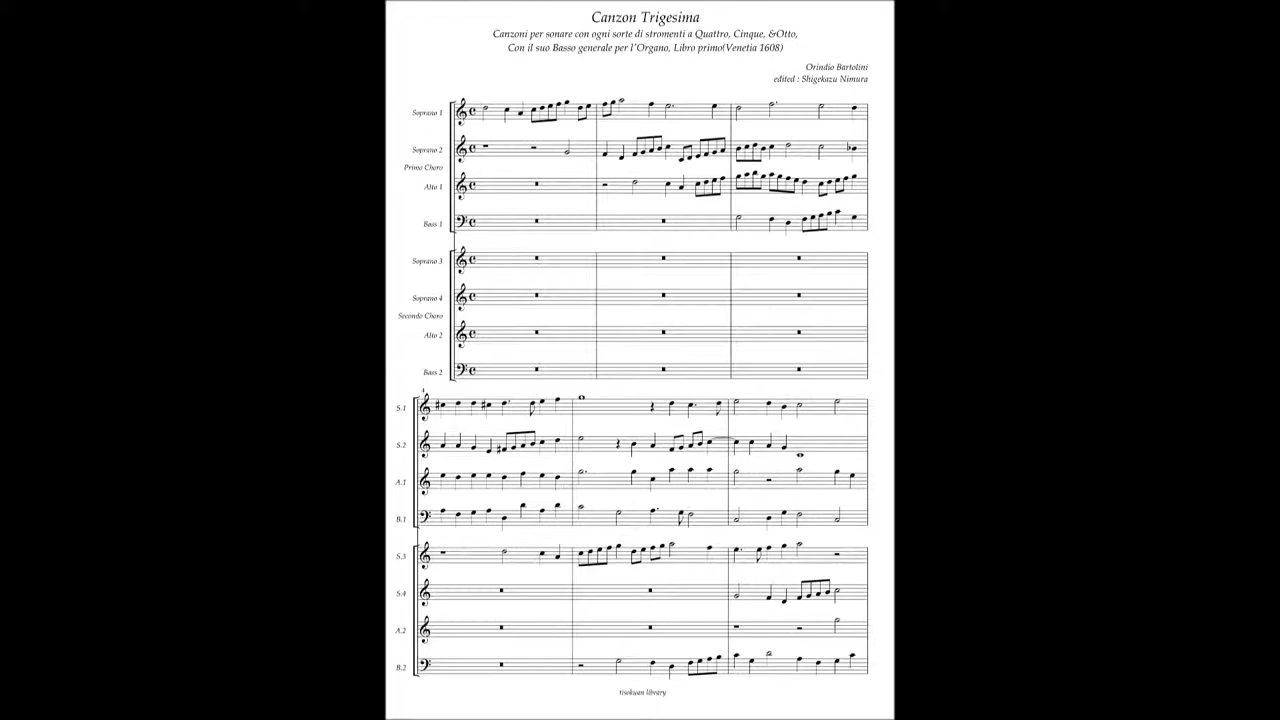 Canzon Trigesima
Canzoni per sonare con ogni sorte di stromenti a Quattro, Cinque, &Otto,
Con il suo Basso generale per l'Organo, Libro primo(Venetia 1608)
Orindio Bartolini
edited : Shigekazu Nimura
Soprano 1
Soprano 2
Primo Choro
Alto 1
Bass 1
Soprano 3
Soprano 4
Secondo Choro
Alto 2
Bass 2
4
S.1
S.2
A.1
B.1
S.3
S.4
A.2
B.2
library